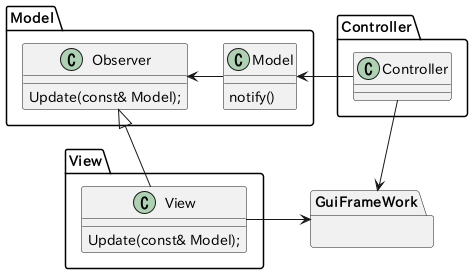 Model
Controller
C Observer
C Model
C Controller
Update(const& Model);
notify()
View
GuiFrameWork
C View
Update(const& Model);